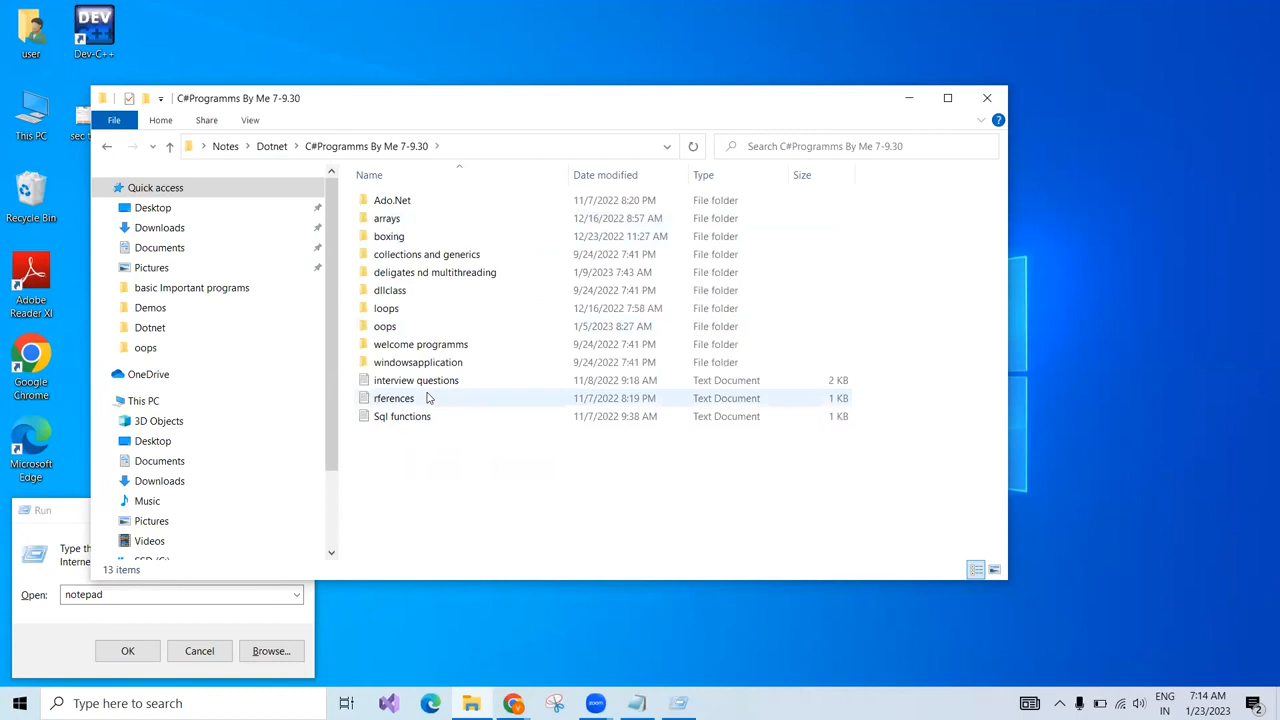 user
DEV
C++
Dev-C++
This PC
Recycle Bin
Adobe
Reader XI
Google
Chrome
Microsoft
Edge
C#Programms By Me 7-9.30
File Home Share View
Notes Dotnet C#Programms By Me 7-9.30 Search C#Programms By Me 7-9.30
Name Date modified Type Size
Quick access
Desktop
Downloads
Documents
Pictures
basic Important programs
Demos
Dotnet
oops
OneDrive
This PC
3D Objects
Desktop
Documents
Downloads
Music
Pictures
Videos
Ado.Net 11/7/2022 8:20 PM File folder
arrays 12/16/2022 8:57 AM File folder
boxing 12/23/2022 11:27 AM File folder
collections and generics 9/24/2022 7:41 PM File folder
deligates nd multithreading 1/9/2023 7:43 AM File folder
dllclass 9/24/2022 7:41 PM File folder
loops 12/16/2022 7:58 AM File folder
oops 1/5/2023 8:27 AM File folder
welcome programms 9/24/2022 7:41 PM File folder
windowsapplication 9/24/2022 7:41 PM File folder
interview questions 11/8/2022 9:18 AM Text Document 2 KB
rferences 11/7/2022 8:19 PM Text Document 1 KB
Sql functions 11/7/2022 9:38 AM Text Document 1 KB
13 items
Run
Open: notepad
OK Cancel Browse...
Type here to search
zoom
ENG
IN
7:14 AM
1/23/2023
2